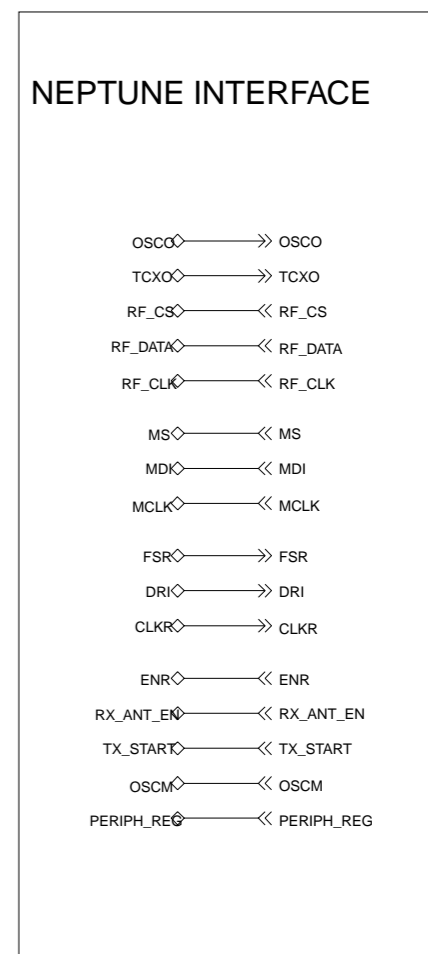 NEPTUNE INTERFACE
OSCO OSCO
TCXO TCXO
RF_CS RF_CS
RF_DATA RF_DATA
RF_CLK RF_CLK
MS MS
MDI MDI
MCLK MCLK
FSR FSR
DRI DRI
CLKR CLKR
ENR ENR
RX_ANT_EN RX_ANT_EN
TX_START TX_START
OSCM OSCM
PERIPH_REG PERIPH_REG